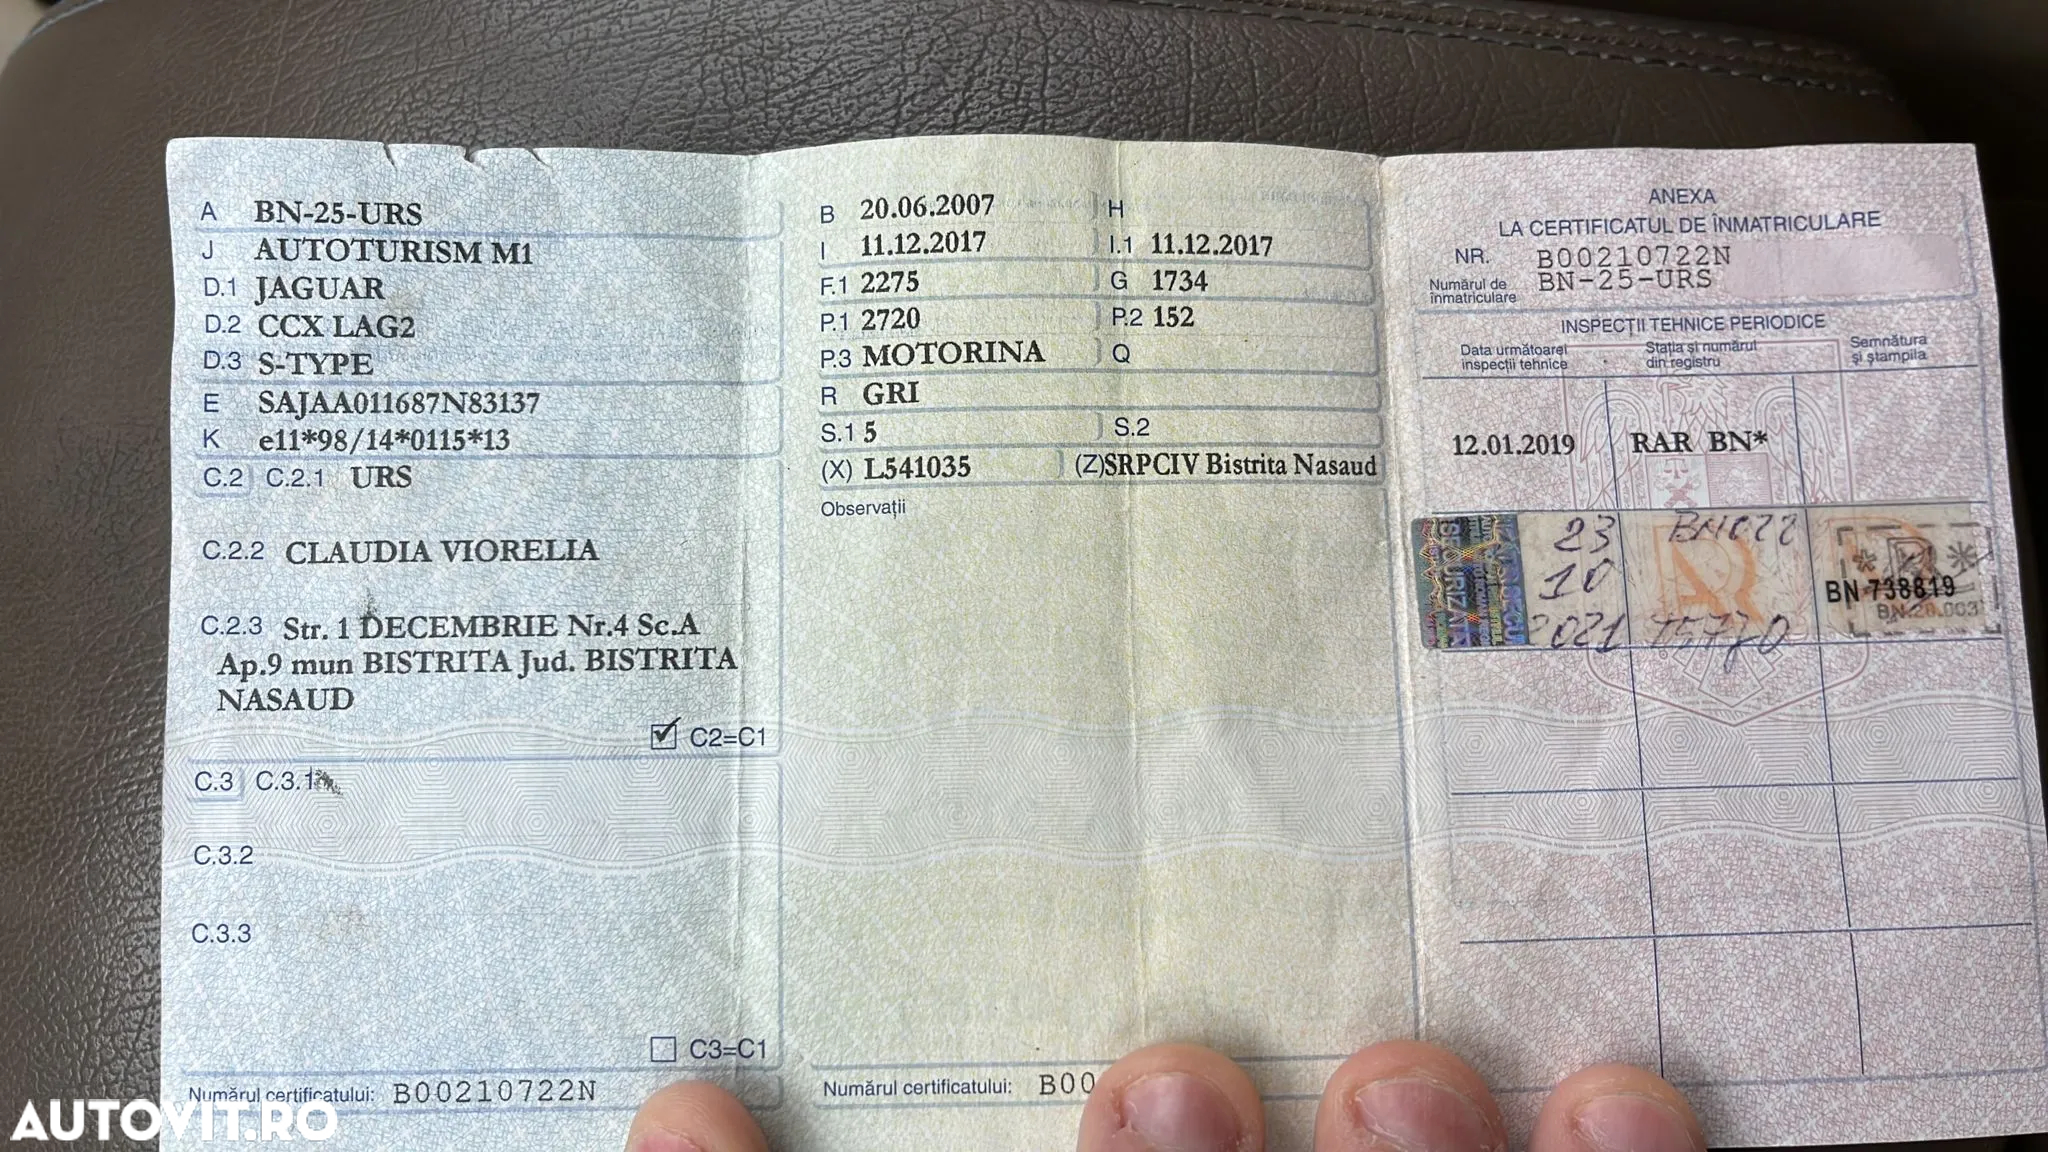 A BN-25-URS
J AUTOTURISM M1
D.1 JAGUAR
D.2 CCX LAG2
D.3 S-TYPE
E SAJAA011687N83137
K e11*98/14*0115*13
C.2 C.2.1 URS
C.2.2 CLAUDIA VIORELIA
C.2.3 Str. 1 DECEMBRIE Nr.4 Sc.A
Ap.9 mun BISTRITA Jud. BISTRITA
NASAUD
C2=C1
C.3 C.3.1
C.3.2
C.3.3
C3=C1
Numărul certificatului: B00210722N
B 20.06.2007 H
I 11.12.2017 I.1 11.12.2017
F.1 2275 G 1734
P.1 2720 P.2 152
P.3 MOTORINA Q
R GRI
S.1 5 S.2
(X) L541035 (Z)SRPCIV Bistrita Nasaud
Observații
Numărul certificatului: B00
ANEXA
LA CERTIFICATUL DE ÎNMATRICULARE
NR. B00210722N
Numărul de înmatriculare BN-25-URS
INSPECȚII TEHNICE PERIODICE
Data următoarei inspecții tehnice
Stația și numărul din registru
Semnătura și ștampila
12.01.2019 RAR BN*
23 BN022
10
2021
BN 738819
AUTOVIT.RO